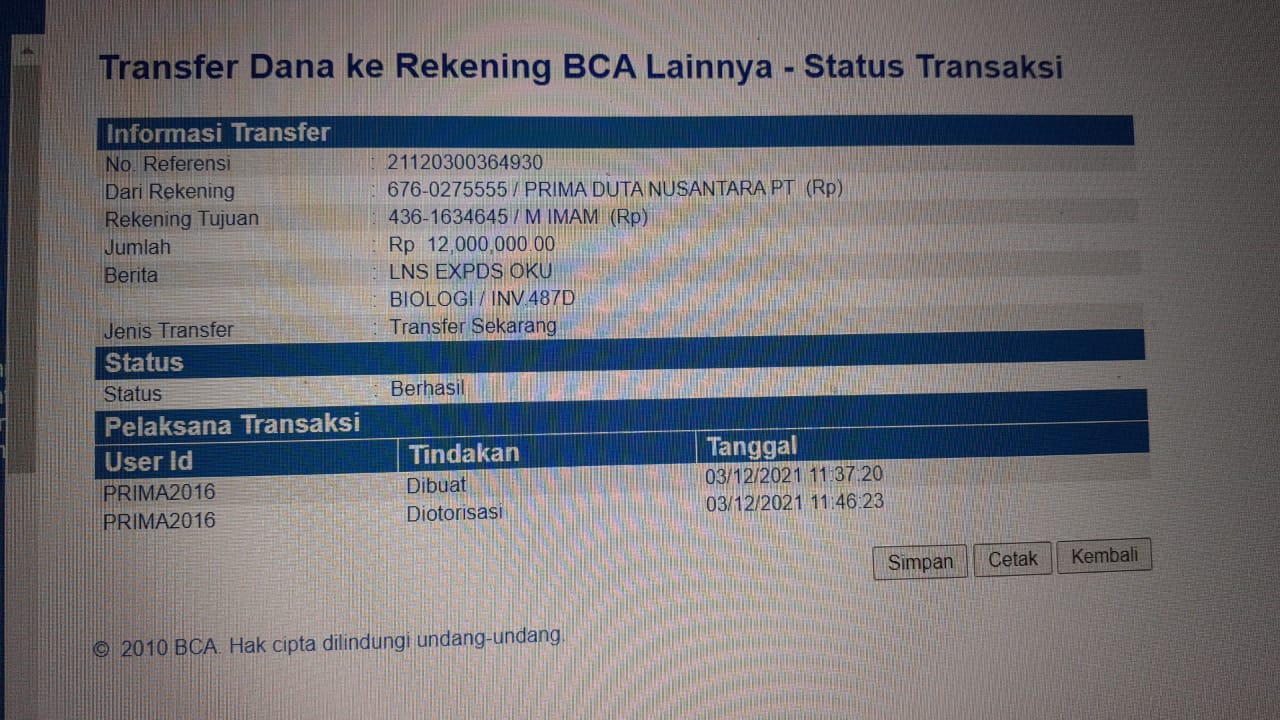 Transfer Dana ke Rekening BCA Lainnya - Status Transaksi
Informasi Transfer
No. Referensi : 21120300364930
Dari Rekening : 676-0275555 / PRIMA DUTA NUSANTARA PT (Rp)
Rekening Tujuan : 436-1634645 / M IMAM (Rp)
Jumlah : Rp 12,000,000.00
Berita : LNS EXPDS OKU
: BIOLOGI / INV.487D
Jenis Transfer : Transfer Sekarang
Status
Status : Berhasil
Pelaksana Transaksi
User Id Tindakan Tanggal
PRIMA2016 Dibuat 03/12/2021 11:37:20
PRIMA2016 Diotorisasi 03/12/2021 11:46:23
Simpan Cetak Kembali
© 2010 BCA. Hak cipta dilindungi undang-undang.